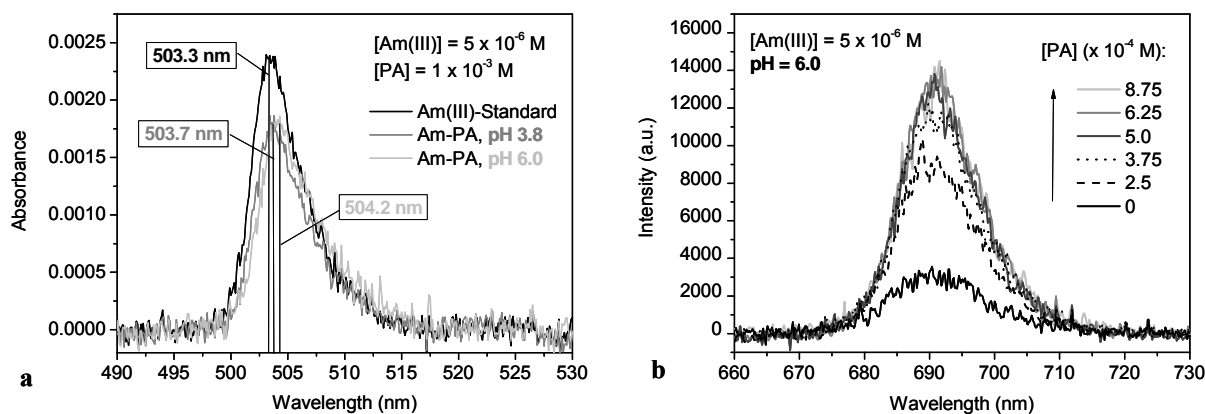 0.0025
0.0020
0.0015
0.0010
0.0005
0.0000
Absorbance
503.3 nm
503.7 nm
504.2 nm
[Am(III)] = 5 x 10⁻⁶ M
[PA] = 1 x 10⁻³ M
Am(III)-Standard
Am-PA, pH 3.8
Am-PA, pH 6.0
490 495 500 505 510 515 520 525 530
Wavelength (nm)
a
16000
14000
12000
10000
8000
6000
4000
2000
0
Intensity (a.u.)
[Am(III)] = 5 x 10⁻⁶ M
pH = 6.0
[PA] (x 10⁻⁴ M):
8.75
6.25
5.0
3.75
2.5
0
660 670 680 690 700 710 720 730
Wavelength (nm)
b